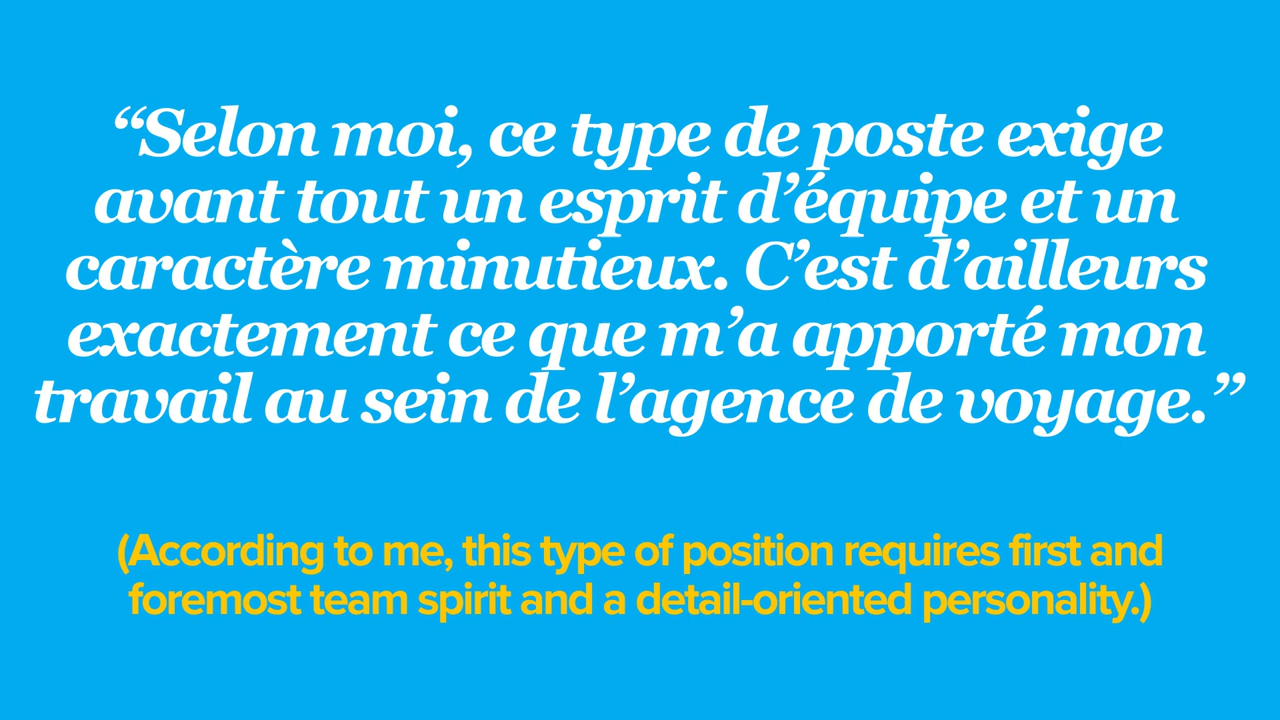 “Selon moi, ce type de poste exige
avant tout un esprit d’équipe et un
caractère minutieux. C’est d’ailleurs
exactement ce que m’a apporté mon
travail au sein de l’agence de voyage.”
(According to me, this type of position requires first and
foremost team spirit and a detail-oriented personality.)